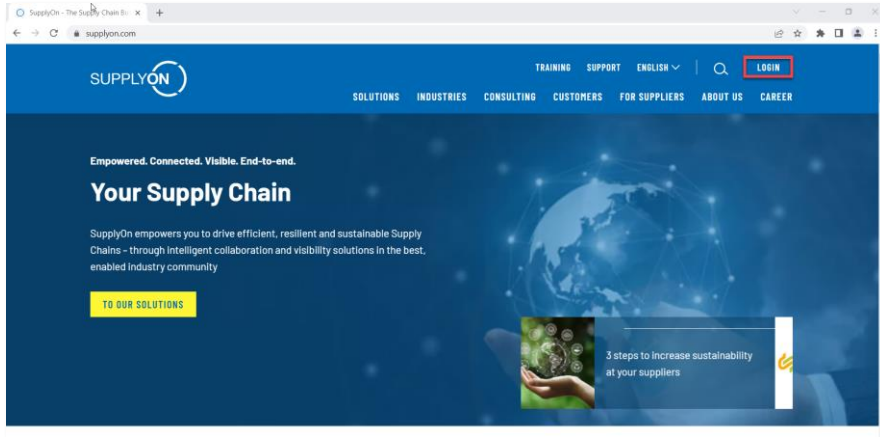 SupplyOn - The Supply Chain Bu
supplyon.com
SUPPLYON
TRAINING SUPPORT ENGLISH LOGIN
SOLUTIONS INDUSTRIES CONSULTING CUSTOMERS FOR SUPPLIERS ABOUT US CAREER
Empowered. Connected. Visible. End-to-end.
Your Supply Chain
SupplyOn empowers you to drive efficient, resilient and sustainable Supply
Chains – through intelligent collaboration and visibility solutions in the best,
enabled industry community
TO OUR SOLUTIONS
3 steps to increase sustainability
at your suppliers